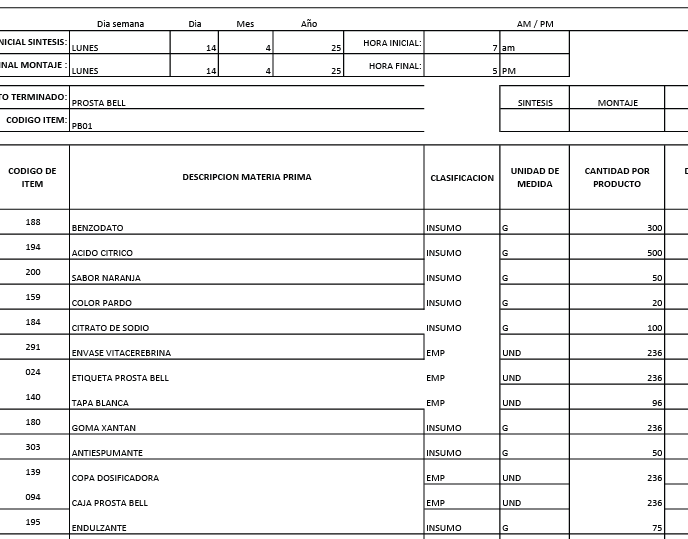 Dia semana Dia Mes Año AM / PM
NICIAL SINTESIS: LUNES 14 4 25 HORA INICIAL: 7 am
NAL MONTAJE : LUNES 14 4 25 HORA FINAL: 5 PM
TO TERMINADO: PROSTA BELL SINTESIS MONTAJE
CODIGO ITEM: PB01
CODIGO DE ITEM DESCRIPCION MATERIA PRIMA CLASIFICACION UNIDAD DE MEDIDA CANTIDAD POR PRODUCTO
188 BENZODATO INSUMO G 300
194 ACIDO CITRICO INSUMO G 500
200 SABOR NARANJA INSUMO G 50
159 COLOR PARDO INSUMO G 20
184 CITRATO DE SODIO INSUMO G 100
291 ENVASE VITACEREBRINA EMP UND 236
024 ETIQUETA PROSTA BELL EMP UND 236
140 TAPA BLANCA EMP UND 96
180 GOMA XANTAN INSUMO G 236
303 ANTIESPUMANTE INSUMO G 50
139 COPA DOSIFICADORA EMP UND 236
094 CAJA PROSTA BELL EMP UND 236
195 ENDULZANTE INSUMO G 75